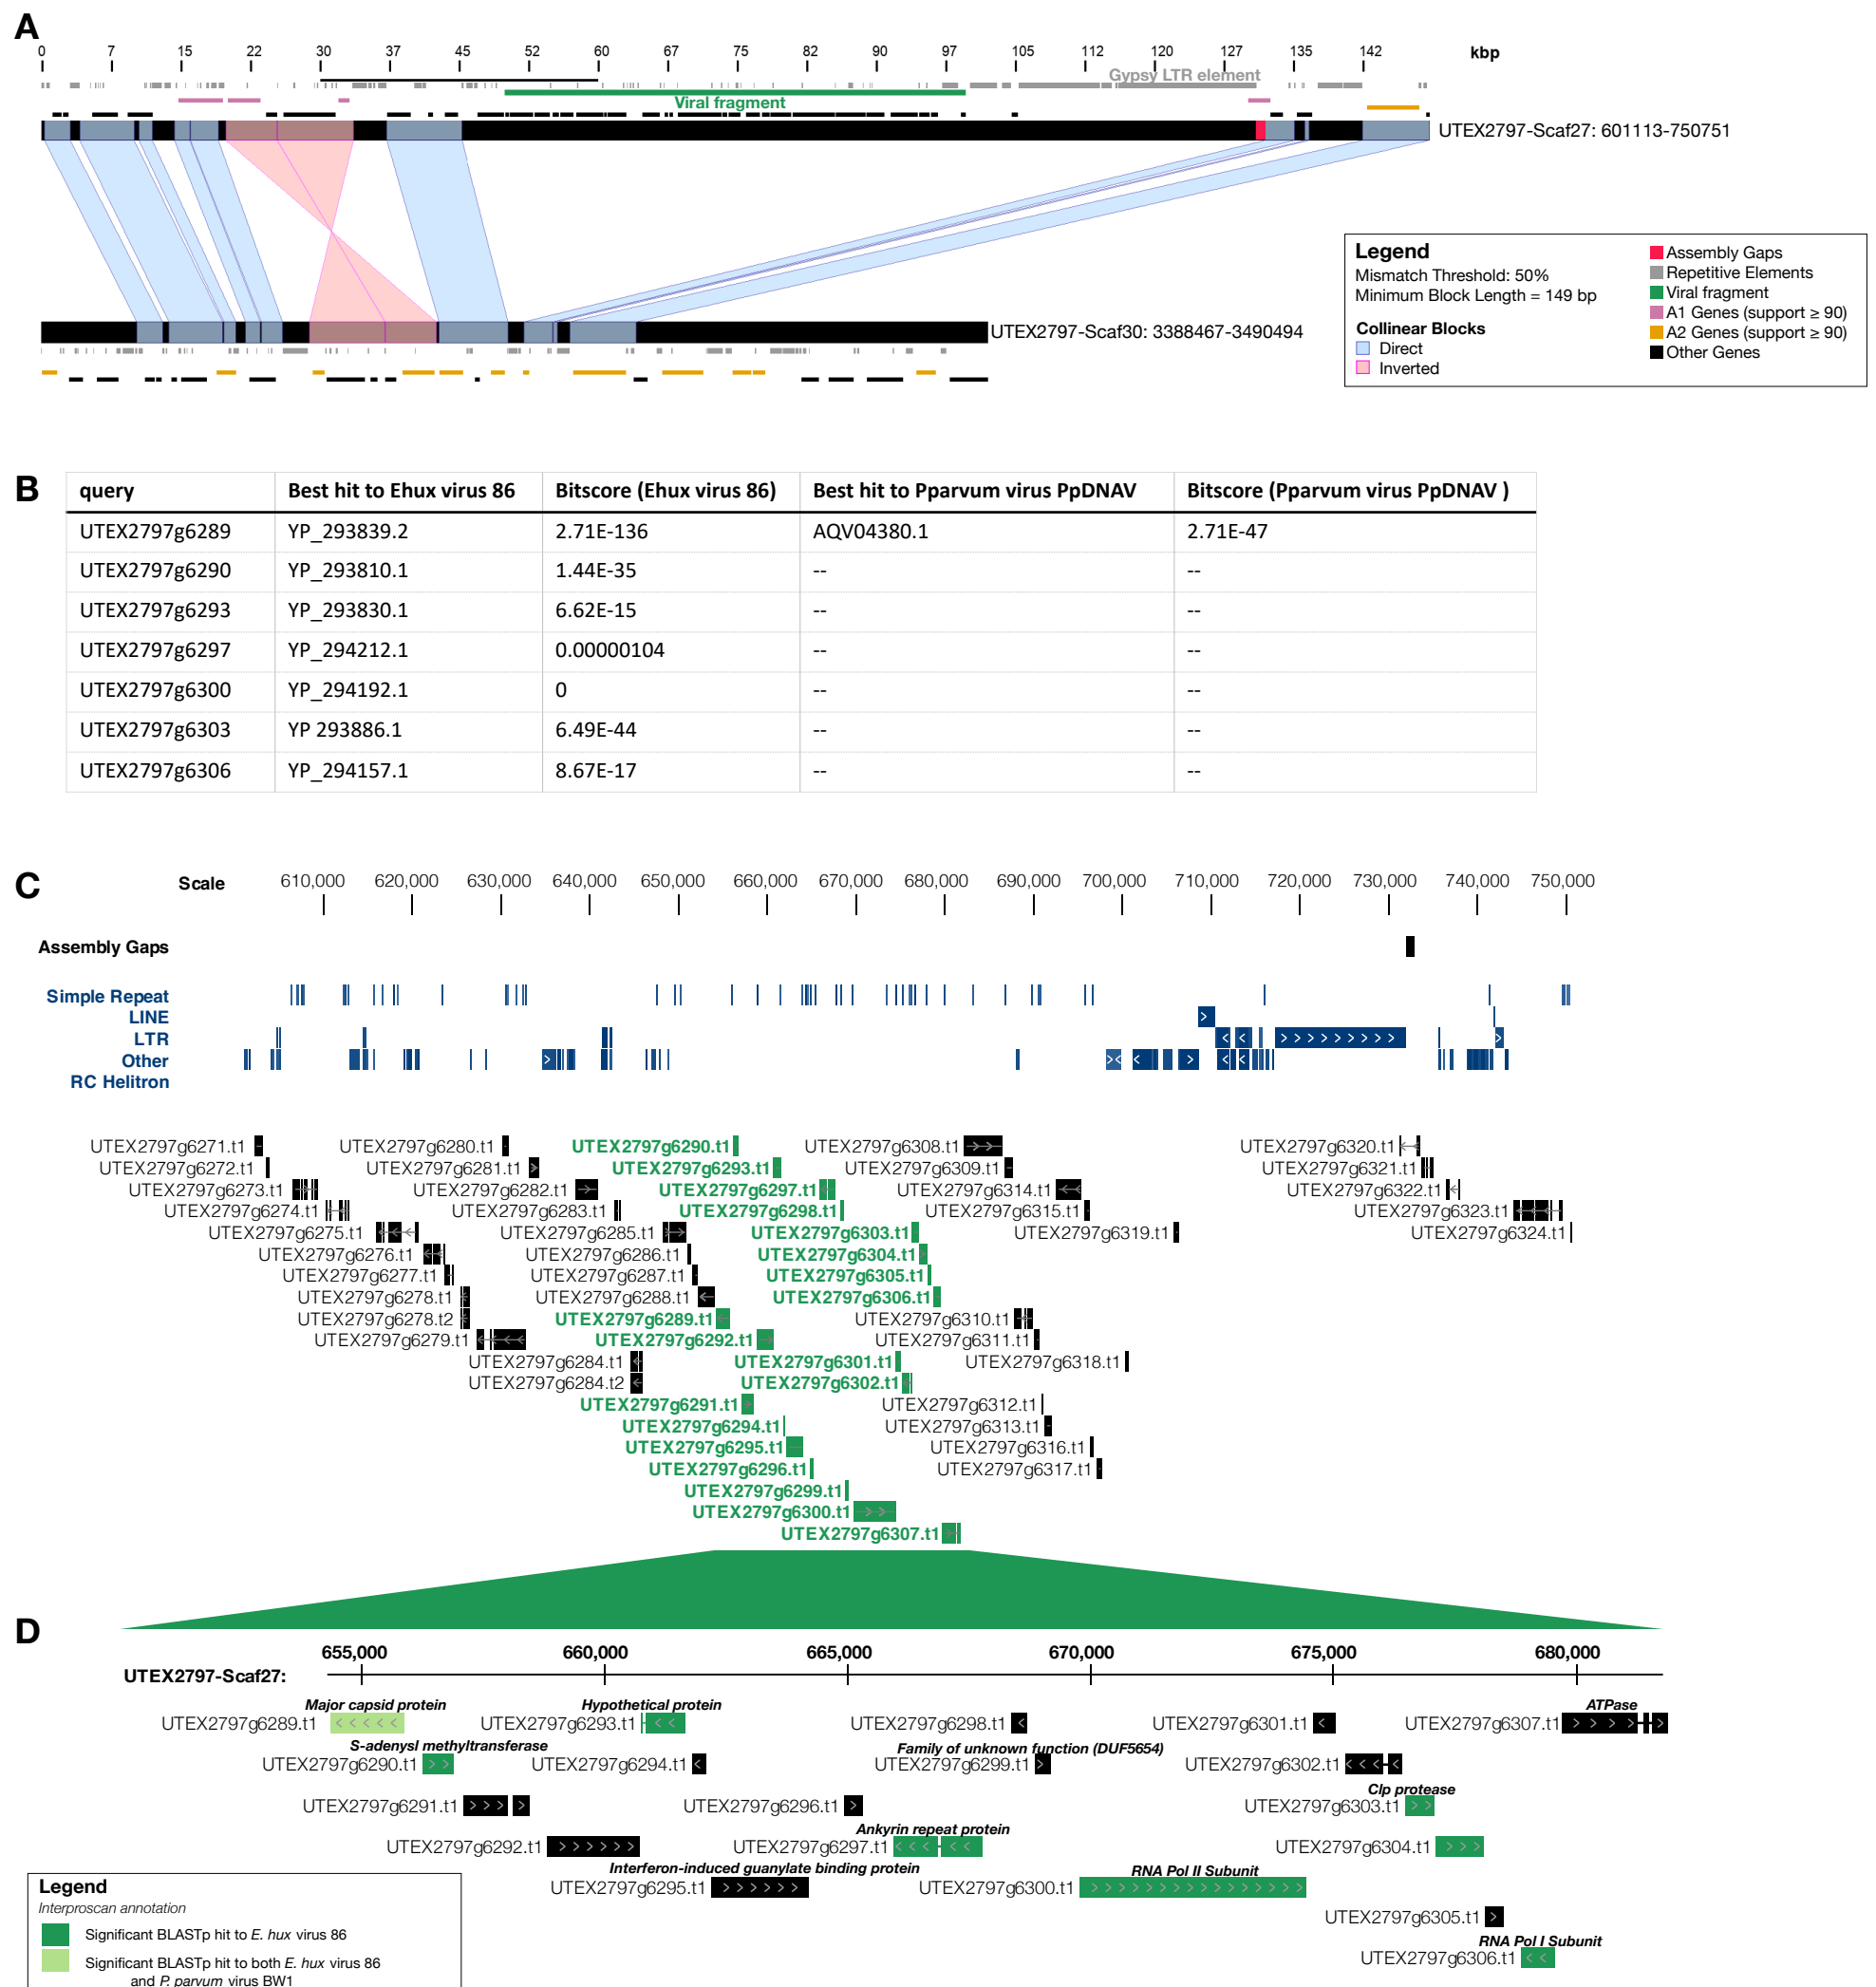 A
0 7 15 22 30 37 45 52 60 67 75 82 90 97 105 112 120 127 135 142 kbp
Gypsy LTR element
Viral fragment
UTEX2797-Scaf27: 601113-750751
UTEX2797-Scaf30: 3388467-3490494
Legend
Mismatch Threshold: 50%
Minimum Block Length = 149 bp
Collinear Blocks
Direct
Inverted
Assembly Gaps
Repetitive Elements
Viral fragment
A1 Genes (support ≥ 90)
A2 Genes (support ≥ 90)
Other Genes
B
query Best hit to Ehux virus 86 Bitscore (Ehux virus 86) Best hit to Pparvum virus PpDNAV Bitscore (Pparvum virus PpDNAV )
UTEX2797g6289 YP_293839.2 2.71E-136 AQV04380.1 2.71E-47
UTEX2797g6290 YP_293810.1 1.44E-35 -- --
UTEX2797g6293 YP_293830.1 6.62E-15 -- --
UTEX2797g6297 YP_294212.1 0.00000104 -- --
UTEX2797g6300 YP_294192.1 0 -- --
UTEX2797g6303 YP 293886.1 6.49E-44 -- --
UTEX2797g6306 YP_294157.1 8.67E-17 -- --
C
Scale 610,000 620,000 630,000 640,000 650,000 660,000 670,000 680,000 690,000 700,000 710,000 720,000 730,000 740,000 750,000
Assembly Gaps
Simple Repeat
LINE
LTR
Other
RC Helitron
UTEX2797g6271.t1 UTEX2797g6280.t1 UTEX2797g6290.t1 UTEX2797g6308.t1 UTEX2797g6320.t1
UTEX2797g6272.t1 UTEX2797g6281.t1 UTEX2797g6293.t1 UTEX2797g6309.t1 UTEX2797g6321.t1
UTEX2797g6273.t1 UTEX2797g6282.t1 UTEX2797g6297.t1 UTEX2797g6314.t1 UTEX2797g6322.t1
UTEX2797g6274.t1 UTEX2797g6283.t1 UTEX2797g6298.t1 UTEX2797g6315.t1 UTEX2797g6323.t1
UTEX2797g6275.t1 UTEX2797g6285.t1 UTEX2797g6303.t1 UTEX2797g6319.t1 UTEX2797g6324.t1
UTEX2797g6276.t1 UTEX2797g6286.t1 UTEX2797g6304.t1
UTEX2797g6277.t1 UTEX2797g6287.t1 UTEX2797g6305.t1
UTEX2797g6278.t1 UTEX2797g6288.t1 UTEX2797g6306.t1
UTEX2797g6278.t2 UTEX2797g6289.t1 UTEX2797g6310.t1
UTEX2797g6279.t1 UTEX2797g6292.t1 UTEX2797g6311.t1
UTEX2797g6284.t1 UTEX2797g6301.t1 UTEX2797g6318.t1
UTEX2797g6284.t2 UTEX2797g6302.t1
UTEX2797g6291.t1 UTEX2797g6312.t1
UTEX2797g6294.t1 UTEX2797g6313.t1
UTEX2797g6295.t1 UTEX2797g6316.t1
UTEX2797g6296.t1 UTEX2797g6317.t1
UTEX2797g6299.t1
UTEX2797g6300.t1
UTEX2797g6307.t1
D
655,000 660,000 665,000 670,000 675,000 680,000
UTEX2797-Scaf27:
Major capsid protein Hypothetical protein ATPase
UTEX2797g6289.t1 UTEX2797g6293.t1 UTEX2797g6298.t1 UTEX2797g6301.t1 UTEX2797g6307.t1
S-adenysl methyltransferase Family of unknown function (DUF5654)
UTEX2797g6290.t1 UTEX2797g6294.t1 UTEX2797g6299.t1 UTEX2797g6302.t1
Clp protease
UTEX2797g6291.t1 UTEX2797g6296.t1 UTEX2797g6303.t1
Ankyrin repeat protein
UTEX2797g6292.t1 UTEX2797g6297.t1 UTEX2797g6304.t1
Interferon-induced guanylate binding protein RNA Pol II Subunit
UTEX2797g6295.t1 UTEX2797g6300.t1
UTEX2797g6305.t1
RNA Pol I Subunit
UTEX2797g6306.t1
Legend
Interproscan annotation
Significant BLASTp hit to E. hux virus 86
Significant BLASTp hit to both E. hux virus 86
and P. parvum virus BW1